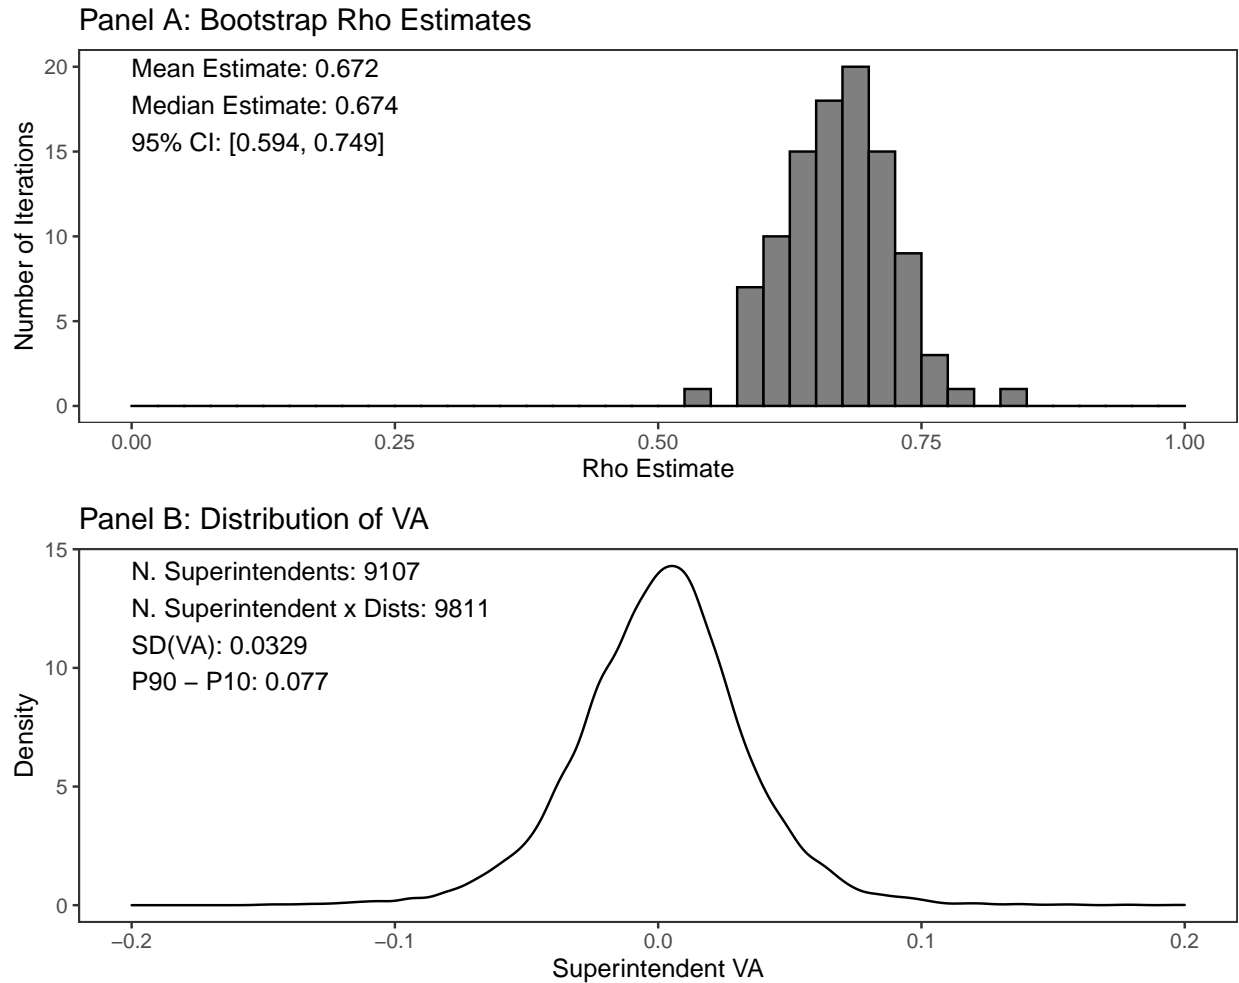 Panel A: Bootstrap Rho Estimates
Mean Estimate: 0.672
Median Estimate: 0.674
95% CI: [0.594, 0.749]
Number of Iterations
20
15
10
5
0
0.00 0.25 0.50 0.75 1.00
Rho Estimate
Panel B: Distribution of VA
N. Superintendents: 9107
N. Superintendent x Dists: 9811
SD(VA): 0.0329
P90 − P10: 0.077
Density
15
10
5
0
−0.2 −0.1 0.0 0.1 0.2
Superintendent VA